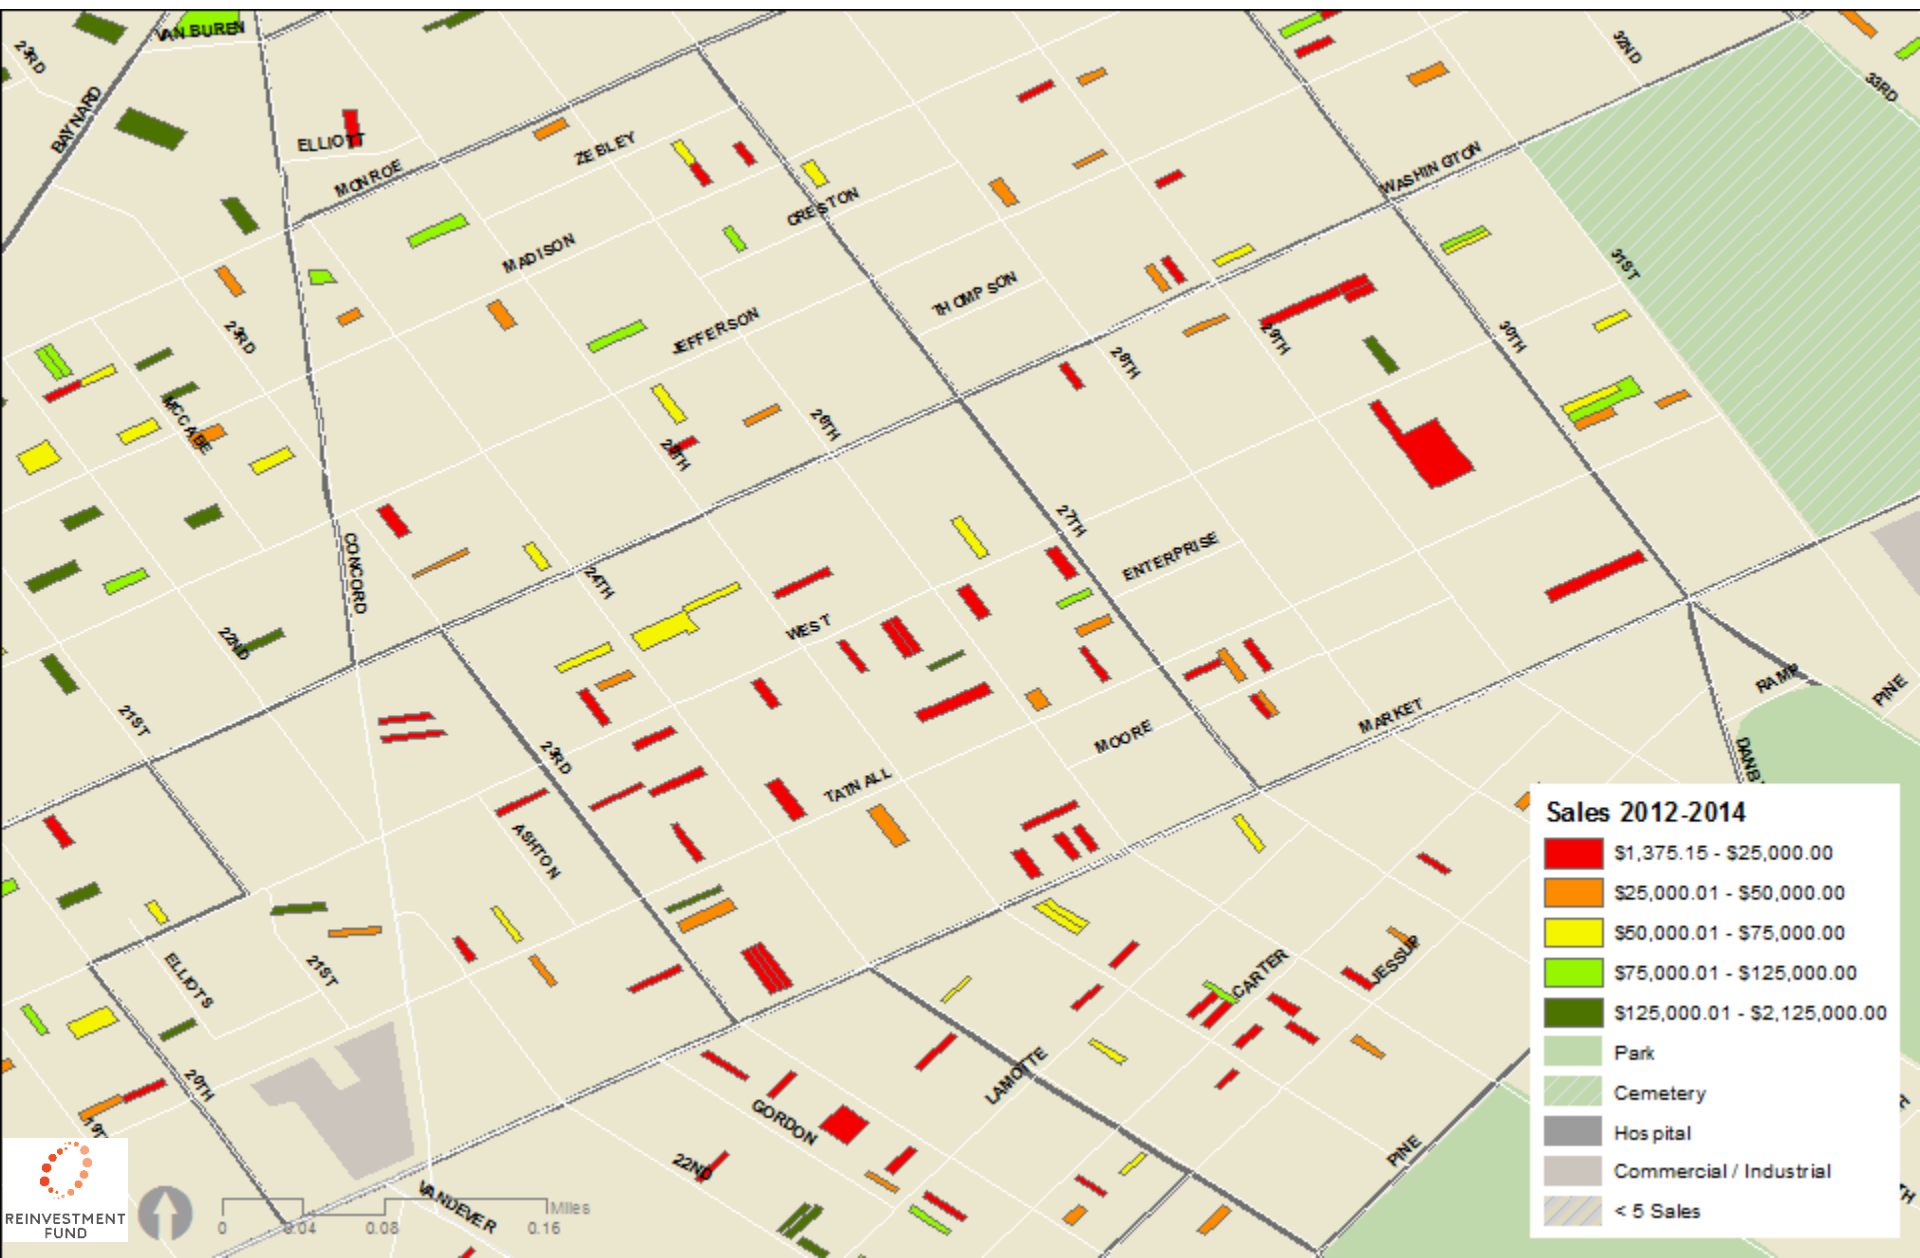 VAN BUREN
23RD
BAYNARD
ELLIOTT
MONROE
ZEBLEY
32ND
33RD
WASHINGTON
CRESTON
MADISON
THOMPSON
31ST
JEFFERSON
23RD
29TH
30TH
28TH
MCCABE
26TH
25TH
27TH
CONCORD
24TH
ENTERPRISE
WEST
22ND
21ST
RAMP
PINE
MARKET
MOORE
23RD
TATNALL
ASHTON
ELLIOTS
21ST
CARTER
JESSUP
20TH
LAMOTTE
GORDON
PINE
22ND
VANDEVER
Sales 2012-2014
$1,375.15 - $25,000.00
$25,000.01 - $50,000.00
$50,000.01 - $75,000.00
$75,000.01 - $125,000.00
$125,000.01 - $2,125,000.00
Park
Cemetery
Hospital
Commercial / Industrial
< 5 Sales
REINVESTMENT
FUND
Miles
0 0.04 0.08 0.16